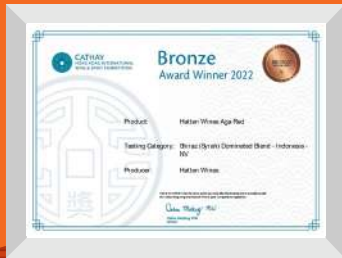 CATHAY
HONG KONG INTERNATIONAL
WINE & SPIRIT COMPETITION
Bronze
Award Winner 2022
Product: Hatten Wines Aga Red
Tasting Category: Shiraz (Syrah) Dominated Blend - Indonesia -
NV
Producer: Hatten Wines
獎